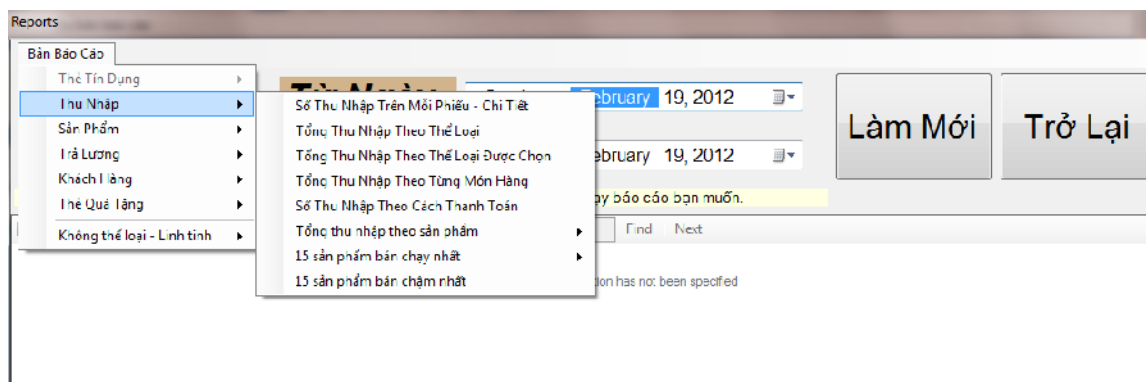 Reports
Bản Báo Cáo
Thẻ Tín Dụng
Thu Nhập
Sản Phẩm
Trả Lương
Khách Hàng
Thẻ Quà Tặng
Không thể loại - Linh tinh
Số Thu Nhập Trên Mỗi Phiếu - Chi Tiết
Tổng Thu Nhập Theo Thể Loại
Tổng Thu Nhập Theo Thể Loại Được Chọn
Tổng Thu Nhập Theo Từng Món Hàng
Số Thu Nhập Theo Cách Thanh Toán
Tổng thu nhập theo sản phẩm
15 sản phẩm bán chạy nhất
15 sản phẩm bán chậm nhất
February 19, 2012
19, 2012
Làm Mới
Trở Lại
báo cáo bạn muốn.
Find Next
has not been specified